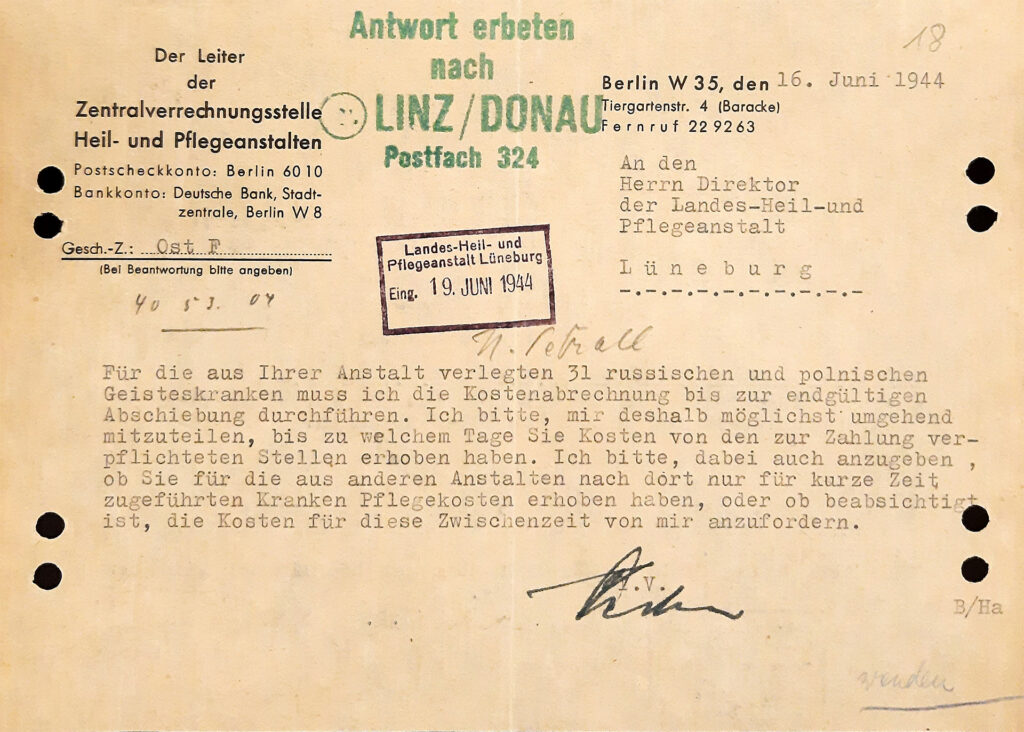 Antwort erbeten
nach
LINZ/DONAU
Postfach 324
18
Der Leiter
der
Zentralverrechnungsstelle
Heil- und Pflegeanstalten
Postscheckkonto: Berlin 60 10
Bankkonto: Deutsche Bank, Stadt-
zentrale, Berlin W 8
Gesch.-Z.: Ost F
(Bei Beantwortung bitte angeben)
40 53. 04
Berlin W 35, den 16. Juni 1944
Tiergartenstr. 4 (Baracke)
Fernruf 22 92 63
An den
Herrn Direktor
der Landes-Heil-und
Pflegeanstalt
Lüneburg
Landes-Heil- und
Pflegeanstalt Lüneburg
Eing. 19. JUNI 1944
Für die aus Ihrer Anstalt verlegten 31 russischen und polnischen
Geisteskranken muss ich die Kostenabrechnung bis zur endgültigen
Abschiebung durchführen. Ich bitte, mir deshalb möglichst umgehend
mitzuteilen, bis zu welchem Tage Sie Kosten von den zur Zahlung ver-
pflichteten Stellen erhoben haben. Ich bitte, dabei auch anzugeben ,
ob Sie für die aus anderen Anstalten nach dort nur für kurze Zeit
zugeführten Kranken Pflegekosten erhoben haben, oder ob beabsichtigt
ist, die Kosten für diese Zwischenzeit von mir anzufordern.
I.V.
B/Ha
wenden